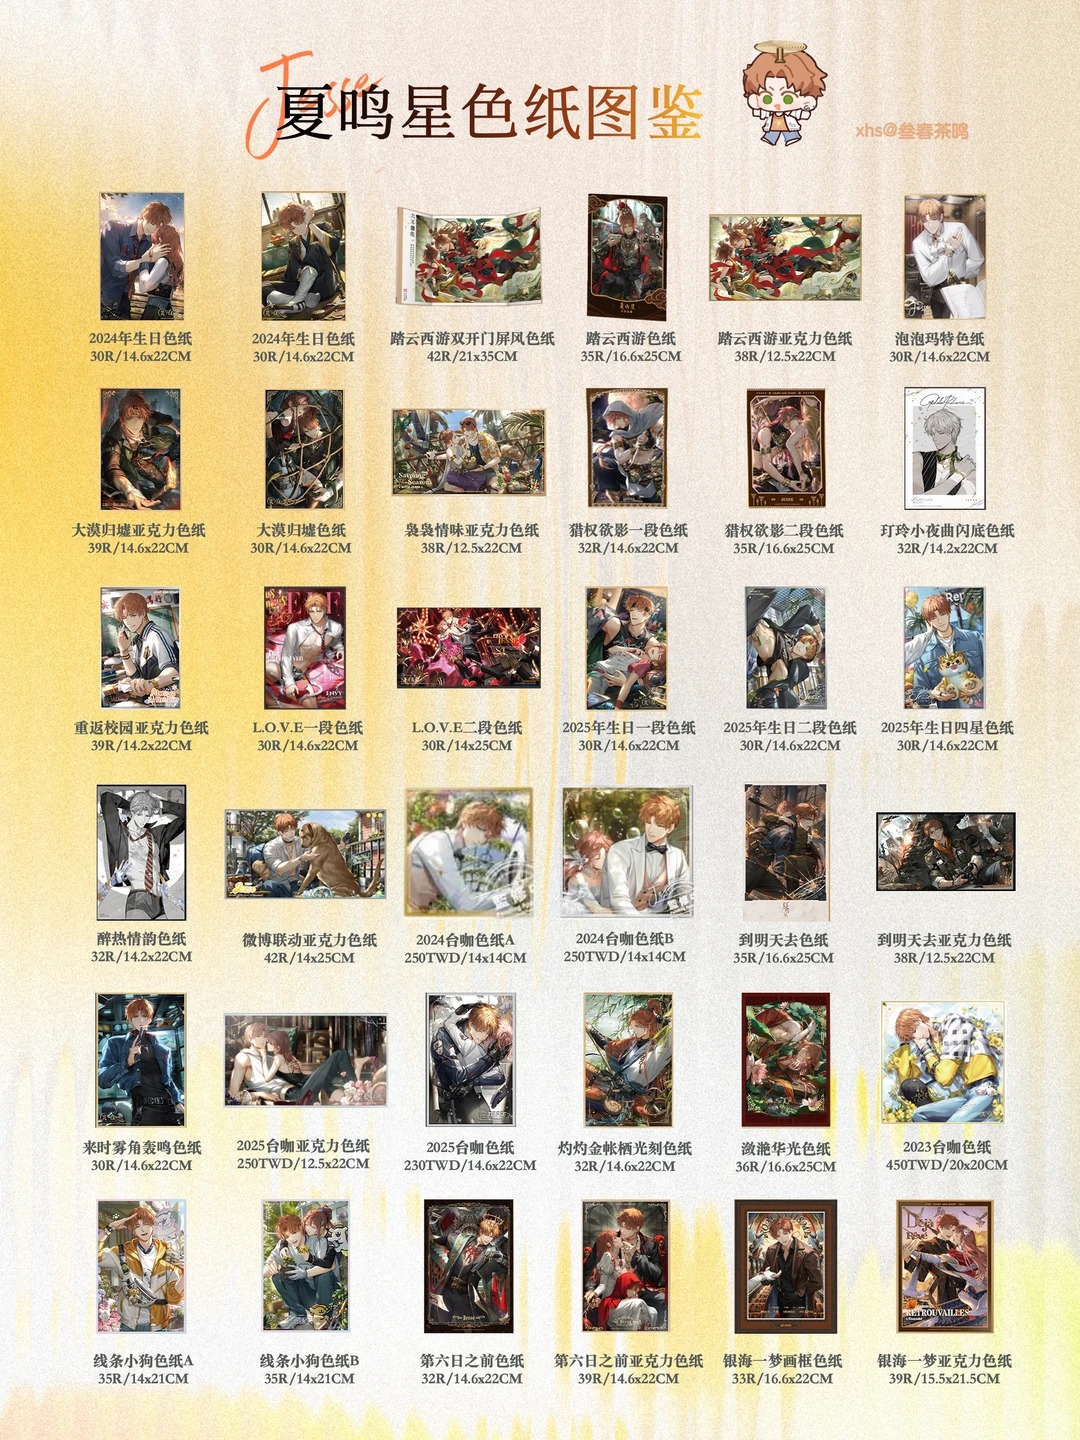 Jesse
夏鸣星色纸图鉴
xhs@叁春茶鸣
2024年生日色纸
30R/14.6x22CM
2024年生日色纸
30R/14.6x22CM
踏云西游双开门屏风色纸
42R/21x35CM
踏云西游色纸
35R/16.6x25CM
踏云西游亚克力色纸
38R/12.5x22CM
泡泡玛特色纸
30R/14.6x22CM
大漠归墟亚克力色纸
39R/14.6x22CM
大漠归墟色纸
30R/14.6x22CM
袅袅情味亚克力色纸
38R/12.5x22CM
猎权欲影一段色纸
32R/14.6x22CM
猎权欲影二段色纸
35R/16.6x25CM
玎玲小夜曲闪底色纸
32R/14.2x22CM
重返校园亚克力色纸
39R/14.2x22CM
L.O.V.E一段色纸
30R/14.6x22CM
L.O.V.E二段色纸
30R/14x25CM
2025年生日一段色纸
30R/14.6x22CM
2025年生日二段色纸
30R/14.6x22CM
2025年生日四星色纸
30R/14.6x22CM
醉热情韵色纸
32R/14.2x22CM
微博联动亚克力色纸
42R/14x25CM
2024台咖色纸A
250TWD/14x14CM
2024台咖色纸B
250TWD/14x14CM
到明天去色纸
35R/16.6x25CM
到明天去亚克力色纸
38R/12.5x22CM
来时雾角轰鸣色纸
30R/14.6x22CM
2025台咖亚克力色纸
250TWD/12.5x22CM
2025台咖色纸
230TWD/14.6x22CM
灼灼金帐栖光刻色纸
32R/14.6x22CM
潋滟华光色纸
36R/16.6x25CM
2023台咖色纸
450TWD/20x20CM
线条小狗色纸A
35R/14x21CM
线条小狗色纸B
35R/14x21CM
第六日之前色纸
32R/14.6x22CM
第六日之前亚克力色纸
39R/14.6x22CM
银海一梦画框色纸
33R/16.6x22CM
Déjà
Rêvé
RETROUVAILLES
银海一梦亚克力色纸
39R/15.5x21.5CM